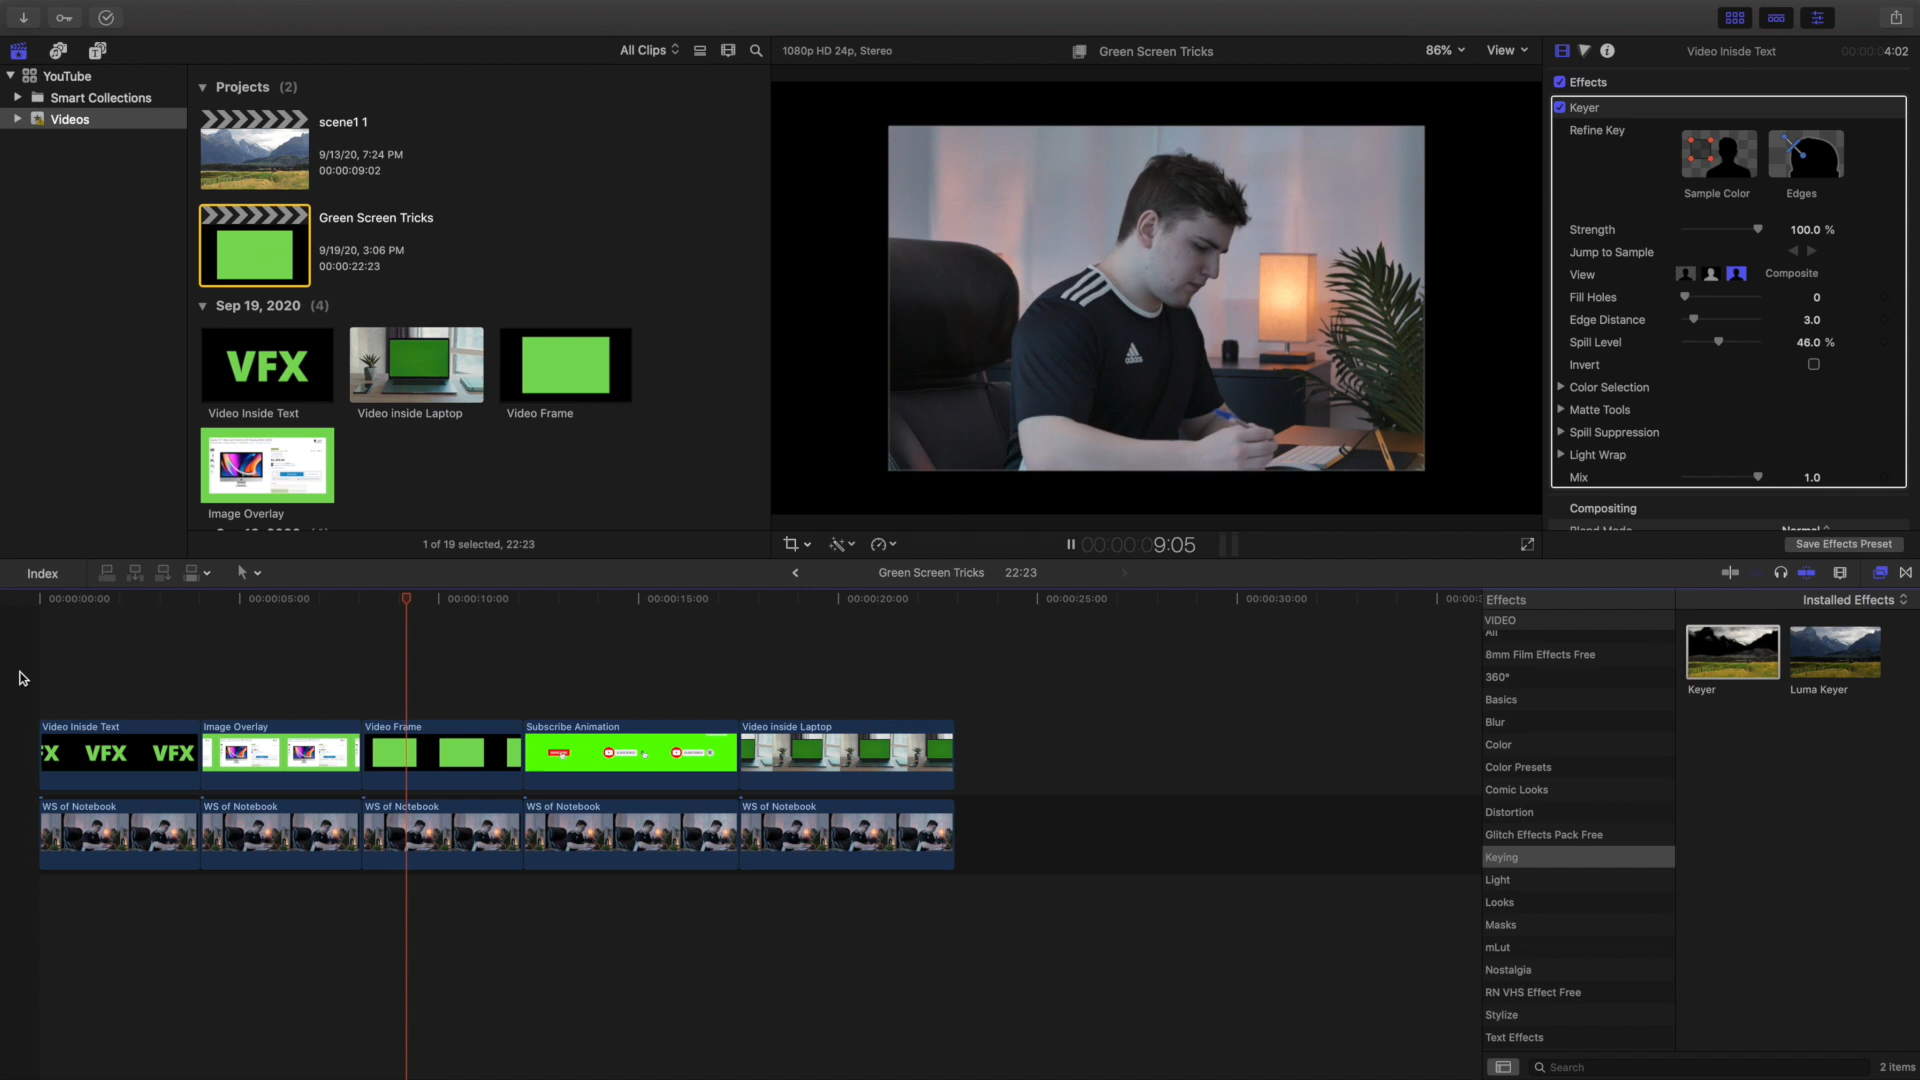 All Clips
1080p HD 24p, Stereo
Green Screen Tricks
86%
View
Video Inisde Text
00:00:04:02
YouTube
Smart Collections
Videos
Projects (2)
scene1 1
9/13/20, 7:24 PM
00:00:09:02
Green Screen Tricks
9/19/20, 3:06 PM
00:00:22:23
Sep 19, 2020 (4)
VFX
Video Inside Text
Video inside Laptop
Video Frame
Image Overlay
1 of 19 selected, 22:23
adidas
00:00:09:05
Effects
Keyer
Refine Key
Sample Color
Edges
Strength 100.0 %
Jump to Sample
View Composite
Fill Holes 0
Edge Distance 3.0
Spill Level 46.0 %
Invert
Color Selection
Matte Tools
Spill Suppression
Light Wrap
Mix 1.0
Compositing
Blend Mode Normal
Save Effects Preset
Index
Green Screen Tricks 22:23
00:00:00:00
00:00:05:00
00:00:10:00
00:00:15:00
00:00:20:00
00:00:25:00
00:00:30:00
Video Inisde Text
Image Overlay
Video Frame
Subscribe Animation
Video inside Laptop
VFX VFX
WS of Notebook
WS of Notebook
WS of Notebook
WS of Notebook
WS of Notebook
Effects
Installed Effects
VIDEO
All
8mm Film Effects Free
360°
Basics
Blur
Color
Color Presets
Comic Looks
Distortion
Glitch Effects Pack Free
Keying
Light
Looks
Masks
mLut
Nostalgia
RN VHS Effect Free
Stylize
Text Effects
Keyer
Luma Keyer
Search
2 items